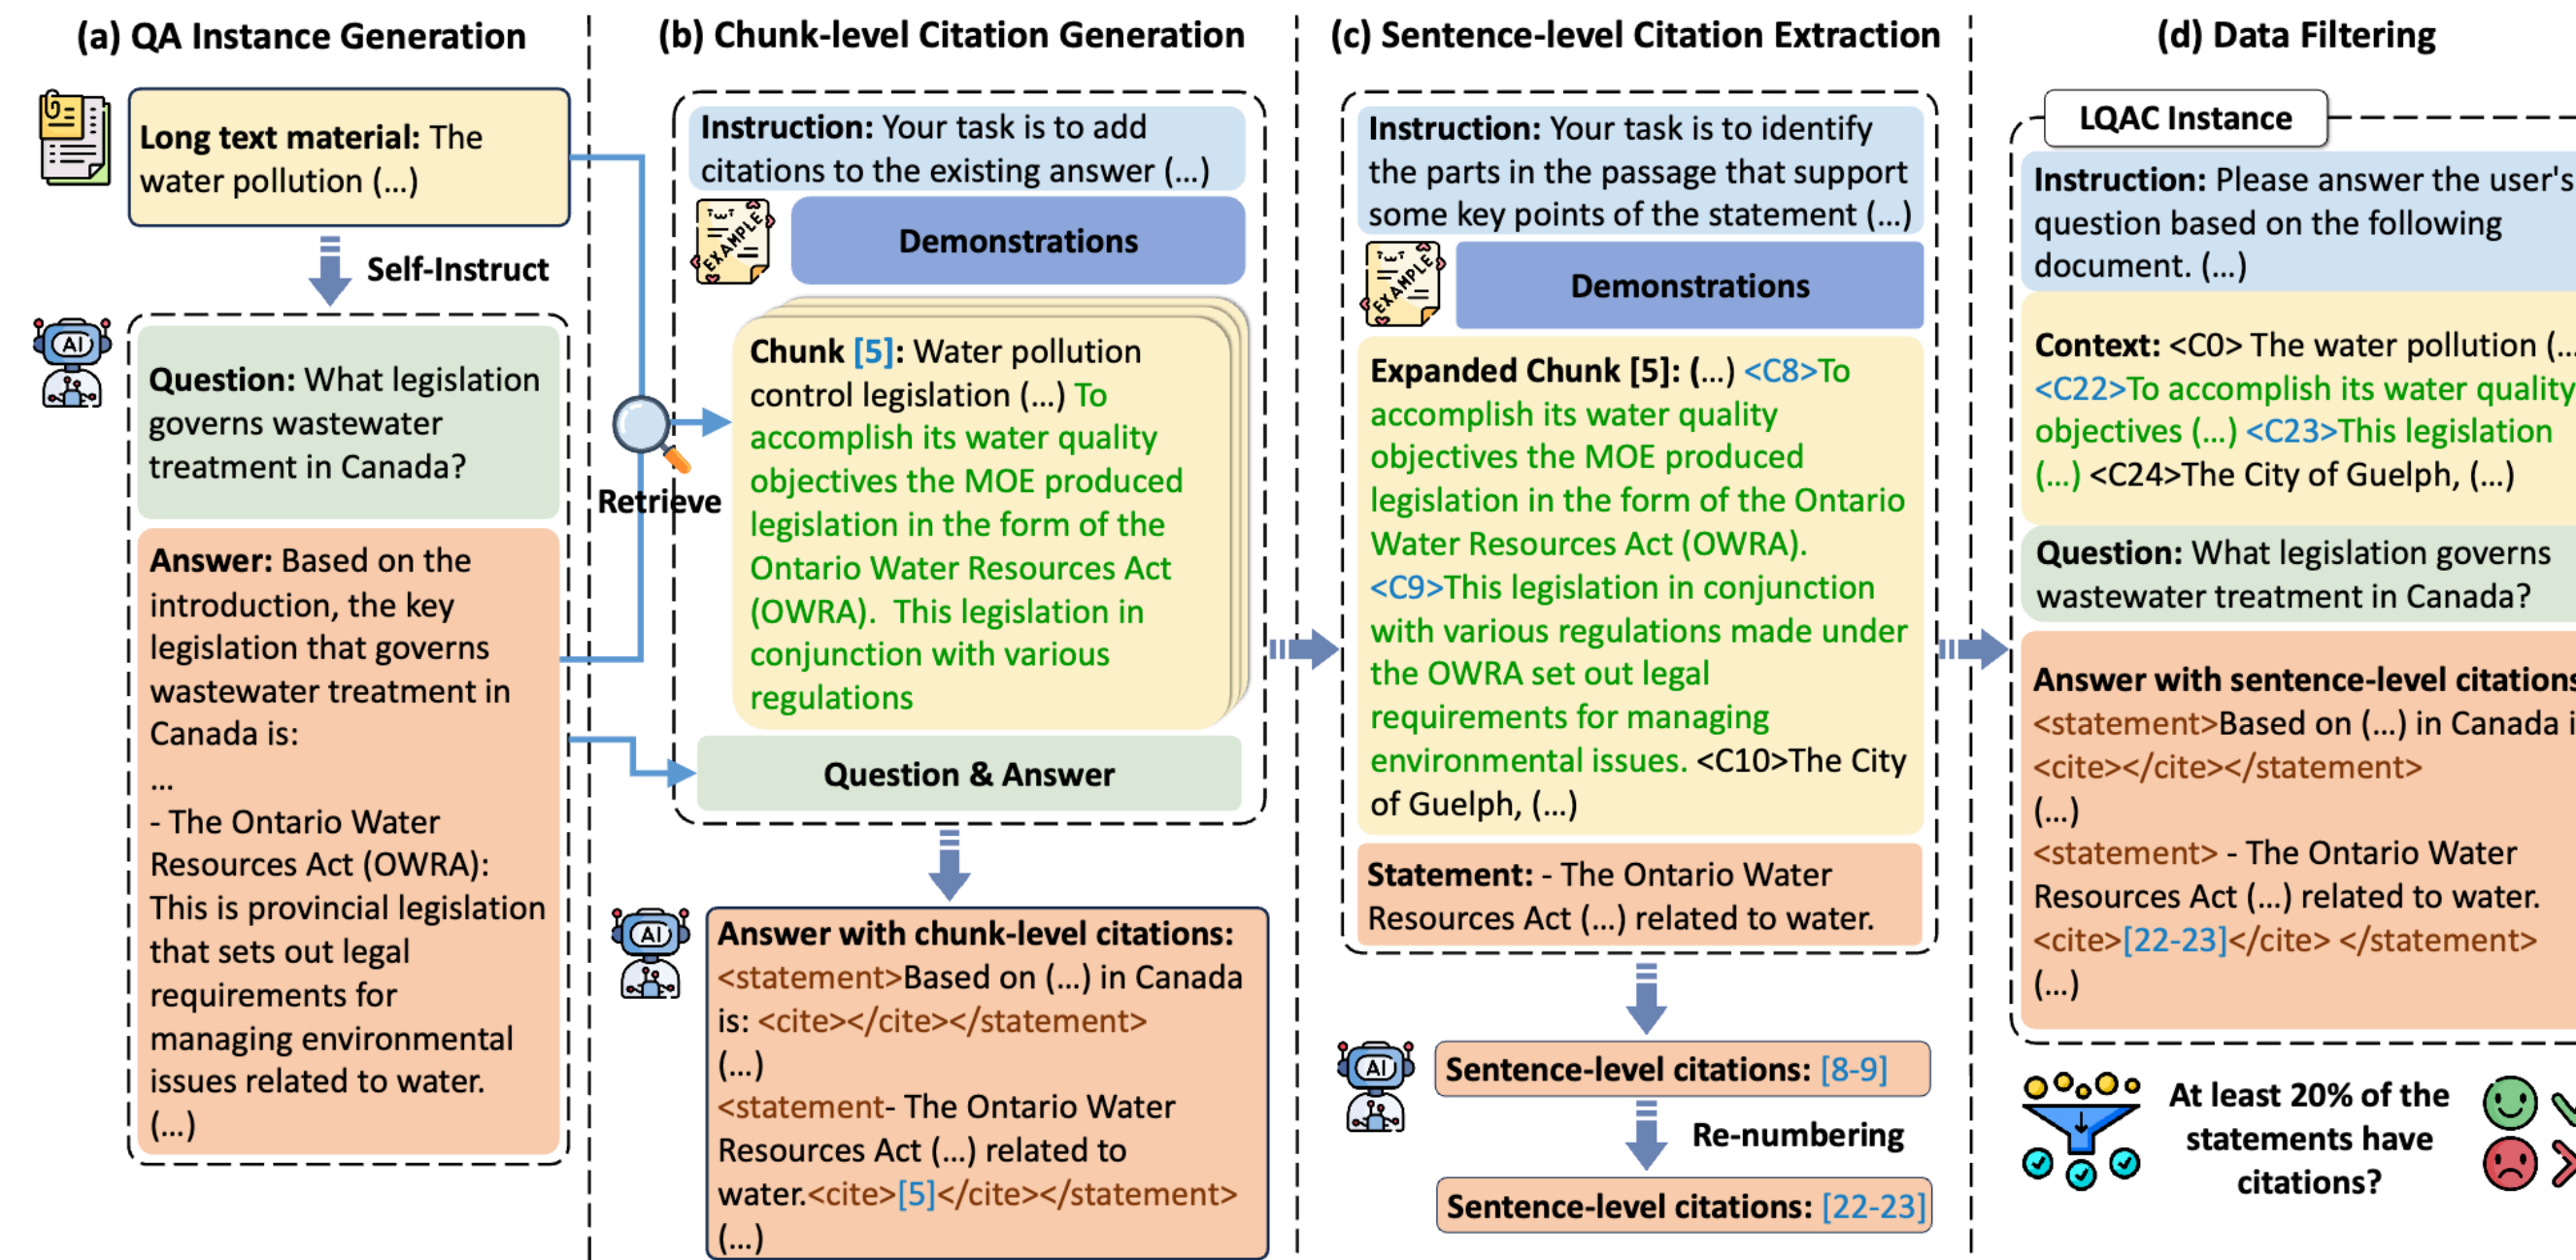 (a) QA Instance Generation
Long text material: The
water pollution (...)
Self-Instruct
AI
Question: What legislation
governs wastewater
treatment in Canada?
Answer: Based on the
introduction, the key
legislation that governs
wastewater treatment in
Canada is:
...
- The Ontario Water
Resources Act (OWRA):
This is provincial legislation
that sets out legal
requirements for
managing environmental
issues related to water.
(...)
Retrieve
(b) Chunk-level Citation Generation
Instruction: Your task is to add
citations to the existing answer (...)
EXAMPLE
Demonstrations
Chunk [5]: Water pollution
control legislation (...) To
accomplish its water quality
objectives the MOE produced
legislation in the form of the
Ontario Water Resources Act
(OWRA).  This legislation in
conjunction with various
regulations
Question & Answer
AI
Answer with chunk-level citations:
<statement>Based on (...) in Canada
is: <cite></cite></statement>
(...)
<statement- The Ontario Water
Resources Act (...) related to
water.<cite>[5]</cite></statement>
(...)
(c) Sentence-level Citation Extraction
Instruction: Your task is to identify
the parts in the passage that support
some key points of the statement (...)
EXAMPLE
Demonstrations
Expanded Chunk [5]: (...) <C8>To
accomplish its water quality
objectives the MOE produced
legislation in the form of the Ontario
Water Resources Act (OWRA).
<C9>This legislation in conjunction
with various regulations made under
the OWRA set out legal
requirements for managing
environmental issues. <C10>The City
of Guelph, (...)
Statement: - The Ontario Water
Resources Act (...) related to water.
AI
Sentence-level citations: [8-9]
Re-numbering
Sentence-level citations: [22-23]
(d) Data Filtering
LQAC Instance
Instruction: Please answer the user's
question based on the following
document. (...)
Context: <C0> The water pollution (...
<C22>To accomplish its water quality
objectives (...) <C23>This legislation
(...) <C24>The City of Guelph, (...)
Question: What legislation governs
wastewater treatment in Canada?
Answer with sentence-level citations
<statement>Based on (...) in Canada i
<cite></cite></statement>
(...)
<statement> - The Ontario Water
Resources Act (...) related to water.
<cite>[22-23]</cite> </statement>
(...)
At least 20% of the
statements have
citations?